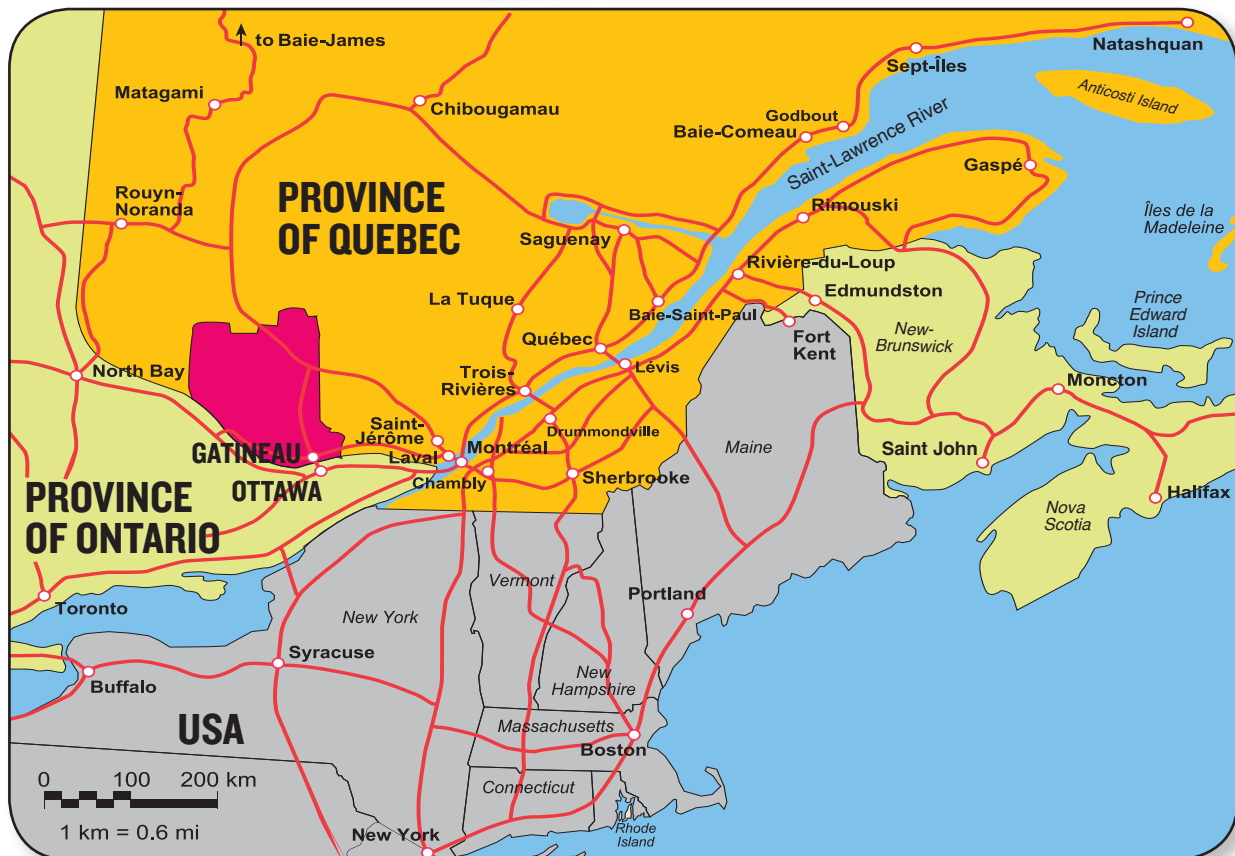 to Baie-James
Natashquan
Sept-Îles
Matagami
Chibougamau
Anticosti Island
Godbout
Baie-Comeau
Saint-Lawrence River
Gaspé
Rouyn-
Noranda
PROVINCE
OF QUEBEC
Rimouski
Îles de la
Madeleine
Saguenay
Rivière-du-Loup
Edmundston
La Tuque
Baie-Saint-Paul
Prince
Edward
Island
New-
Brunswick
Fort
Kent
Québec
Lévis
North Bay
Trois-
Rivières
Moncton
Saint-
Jérôme
Drummondville
GATINEAU
Laval
Montréal
Maine
Saint John
Chambly
Sherbrooke
OTTAWA
Halifax
PROVINCE
OF ONTARIO
Nova
Scotia
Vermont
Toronto
New York
Portland
Syracuse
Buffalo
New
Hampshire
USA
Massachusetts
Boston
0 100 200 km
Connecticut
1 km = 0.6 mi
New York
Rhode
Island